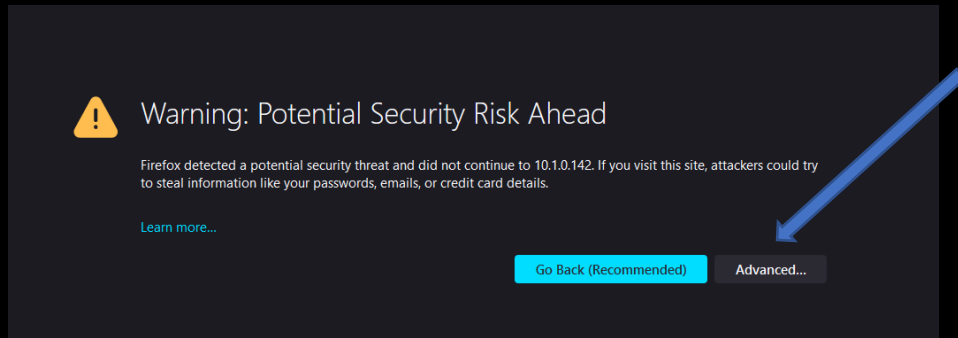 Warning: Potential Security Risk Ahead
Firefox detected a potential security threat and did not continue to 10.1.0.142. If you visit this site, attackers could try
to steal information like your passwords, emails, or credit card details.
Learn more...
Go Back (Recommended)
Advanced...